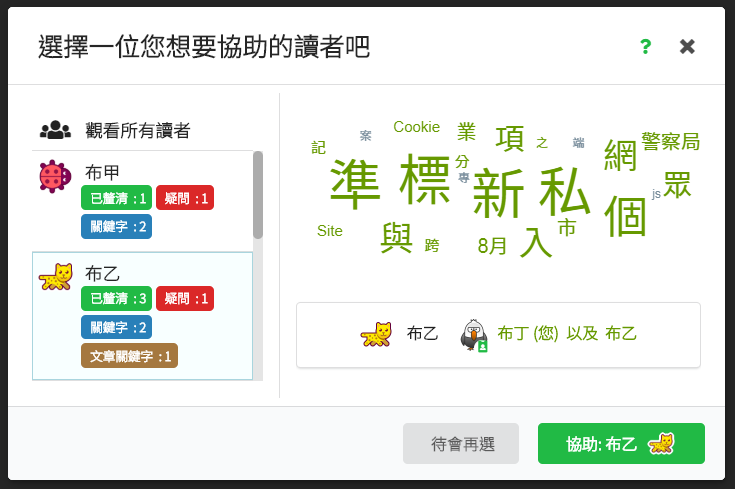 選擇一位您想要協助的讀者吧
?
觀看所有讀者
布甲
已釐清 : 1 疑問 : 1
關鍵字 : 2
布乙
已釐清 : 3 疑問 : 1
關鍵字 : 2
文章關鍵字 : 1
案 Cookie 業 項 之 端 警察局
記 準 標 分 專 新 私 網 js 眾
Site 與 跨 8月 入 市 個
布乙 布丁 (您) 以及 布乙
待會再選
協助: 布乙